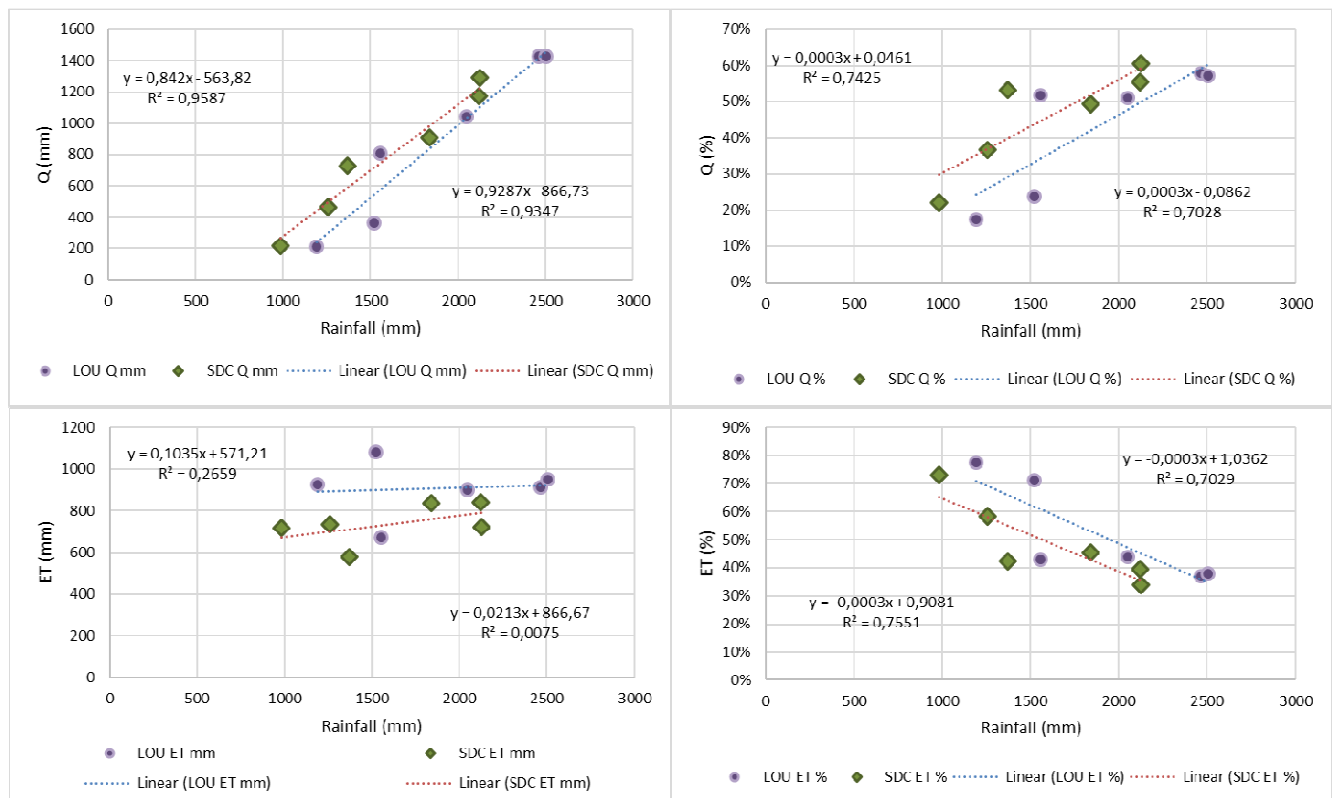 1600
1400
1200
1000
800
600
400
200
0
Q (mm)
y = 0,842x - 563,82
R² = 0,9587
y = 0,9287x - 866,73
R² = 0,9347
0 500 1000 1500 2000 2500 3000
Rainfall (mm)
LOU Q mm SDC Q mm Linear (LOU Q mm) Linear (SDC Q mm)
70%
60%
50%
40%
30%
20%
10%
0%
Q (%)
y = 0,0003x + 0,0461
R² = 0,7425
y = 0,0003x - 0,0862
R² = 0,7028
0 500 1000 1500 2000 2500 3000
Rainfall (mm)
LOU Q % SDC Q % Linear (LOU Q %) Linear (SDC Q %)
1200
1000
800
600
400
200
0
ET (mm)
y = 0,1035x + 571,21
R² = 0,2659
y = 0,0213x + 866,67
R² = 0,0075
0 500 1000 1500 2000 2500 3000
Rainfall (mm)
LOU ET mm SDC ET mm
Linear (LOU ET mm) Linear (SDC ET mm)
90%
80%
70%
60%
50%
40%
30%
20%
10%
0%
ET (%)
y = -0,0003x + 1,0362
R² = 0,7029
y = -0,0003x + 0,9081
R² = 0,7551
0 500 1000 1500 2000 2500 3000
Rainfall (mm)
LOU ET % SDC ET % Linear (LOU ET %) Linear (SDC ET %)